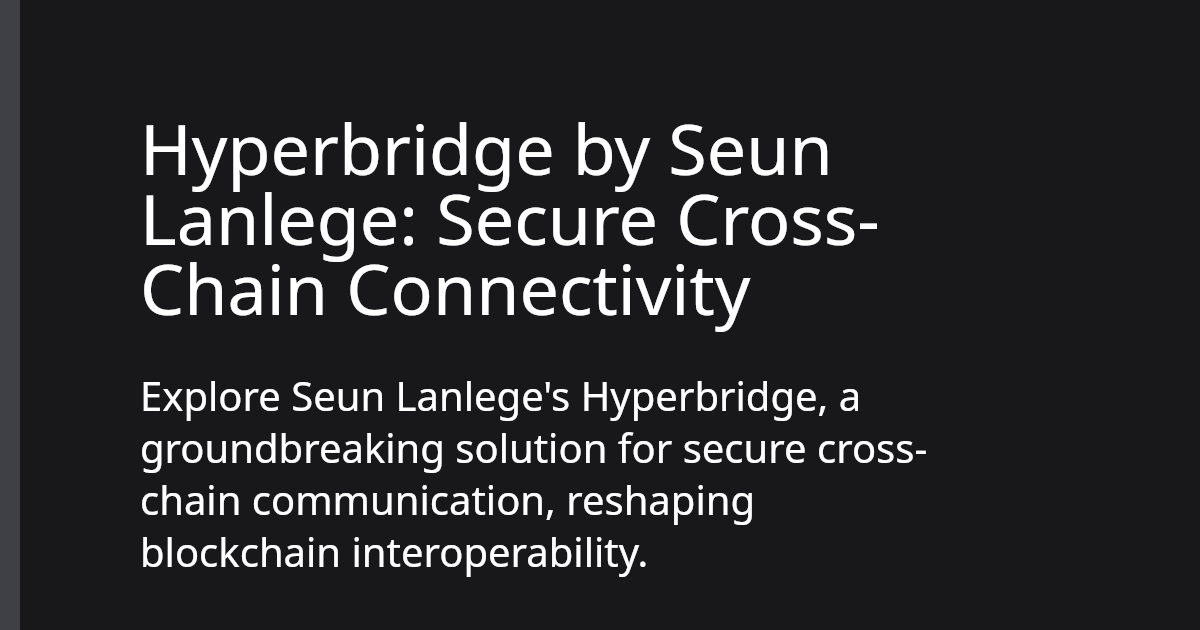 Hyperbridge by Seun
Lanlege: Secure Cross-
Chain Connectivity
Explore Seun Lanlege's Hyperbridge, a
groundbreaking solution for secure cross-
chain communication, reshaping
blockchain interoperability.